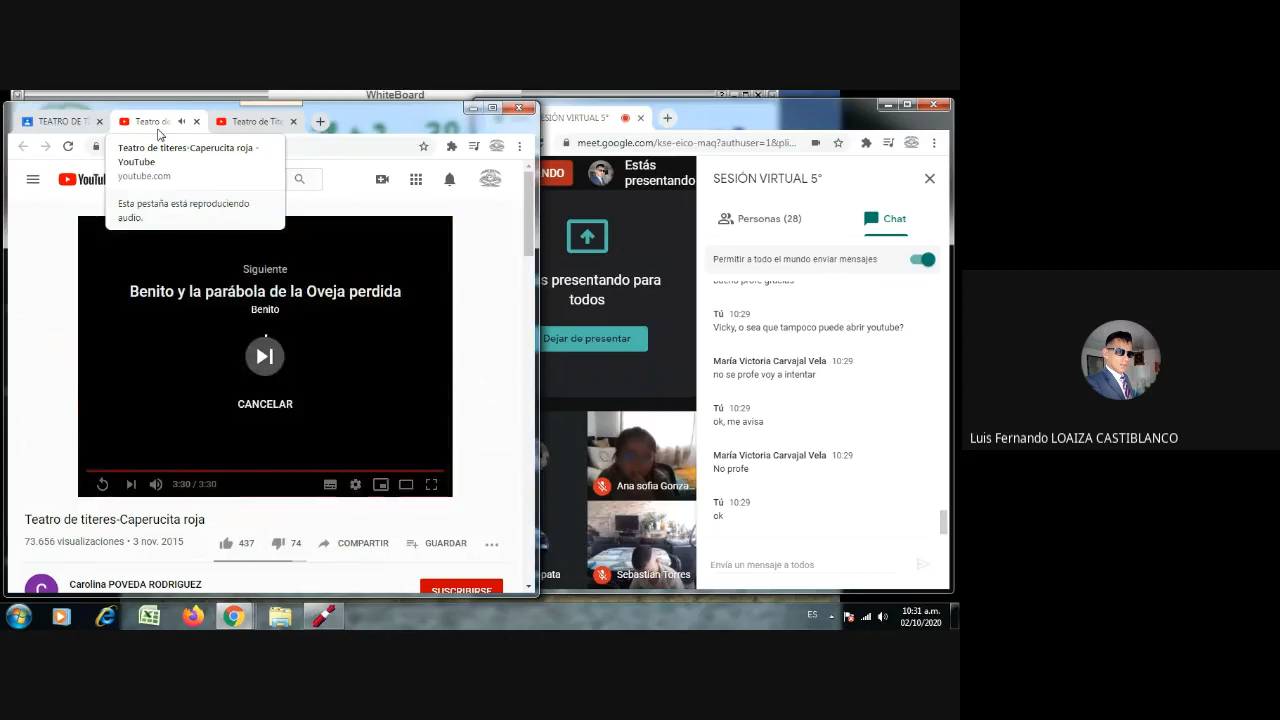 WhiteBoard
TEATRO DE T
Teatro de
Teatro de Tit
Teatro de titeres-Caperucita roja -
YouTube
youtube.com
Esta pestaña está reproduciendo
audio.
Siguiente
Benito y la parábola de la Oveja perdida
Benito
CANCELAR
3:30 / 3:30
Teatro de titeres-Caperucita roja
73.656 visualizaciones • 3 nov. 2015
437
74
COMPARTIR
GUARDAR
Carolina POVEDA RODRIGUEZ
SUSCRIBIRSE
SESIÓN VIRTUAL 5°
meet.google.com/kse-eico-maq?authuser=1&pli...
NDO
Estás
presentando
s presentando para
todos
Dejar de presentar
Ana sofia Gonza...
pata
Sebastian Torres
SESIÓN VIRTUAL 5°
Personas (28)
Chat
Permitir a todo el mundo enviar mensajes
bueno profe gracias
Tú 10:29
Vicky, o sea que tampoco puede abrir youtube?
María Victoria Carvajal Vela 10:29
no se profe voy a intentar
Tú 10:29
ok, me avisa
María Victoria Carvajal Vela 10:29
No profe
Tú 10:29
ok
Envía un mensaje a todos
ES
10:31 a.m.
02/10/2020
Luis Fernando LOAIZA CASTIBLANCO